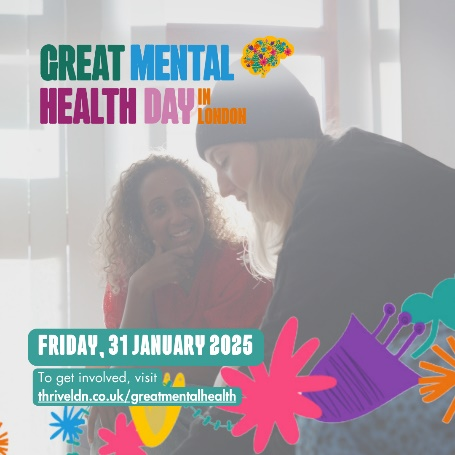 GREAT MENTAL
HEALTH DAY IN LONDON
FRIDAY, 31 JANUARY 2025
To get involved, visit
thriveldn.co.uk/greatmentalhealth